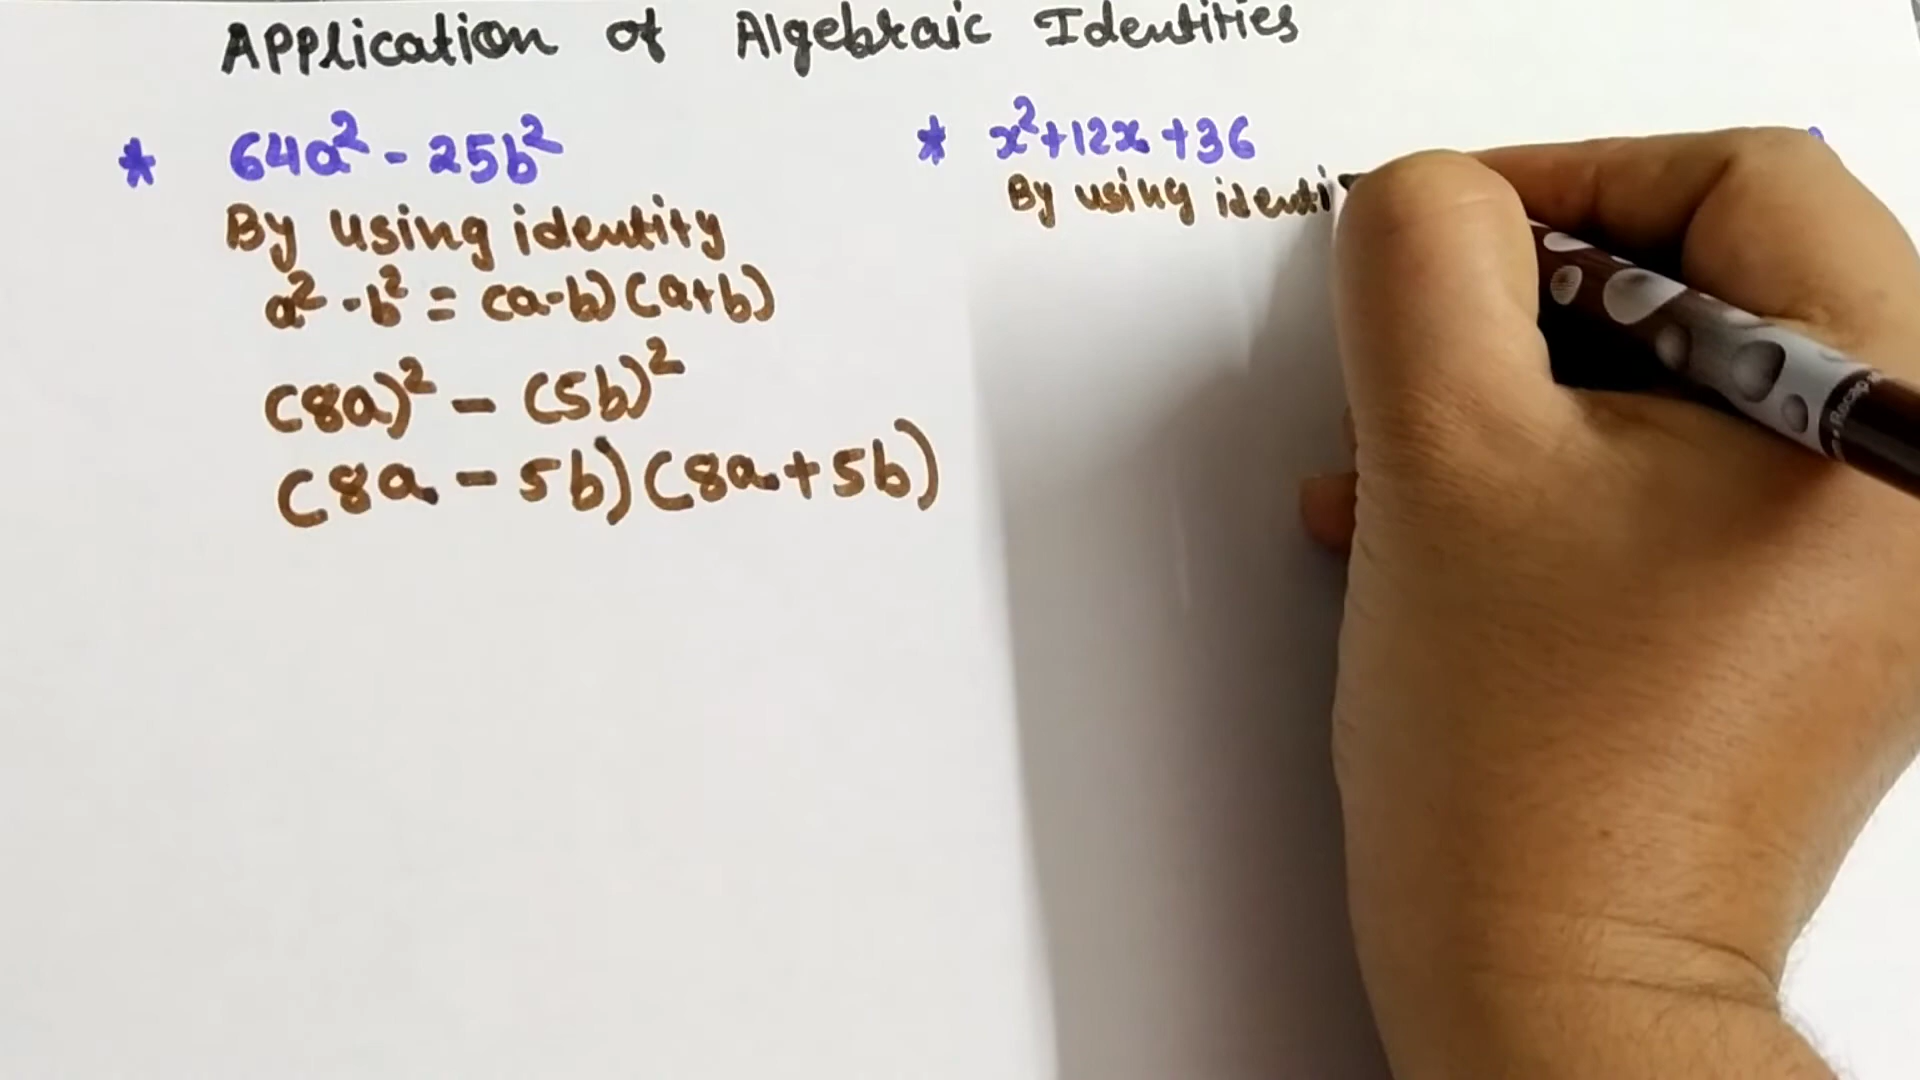 Application of Algebraic Identities
* 64a² - 25b²
By using identity
a² - b² = (a-b)(a+b)
(8a)² - (5b)²
(8a - 5b)(8a + 5b)
* x² + 12x + 36
By using identi